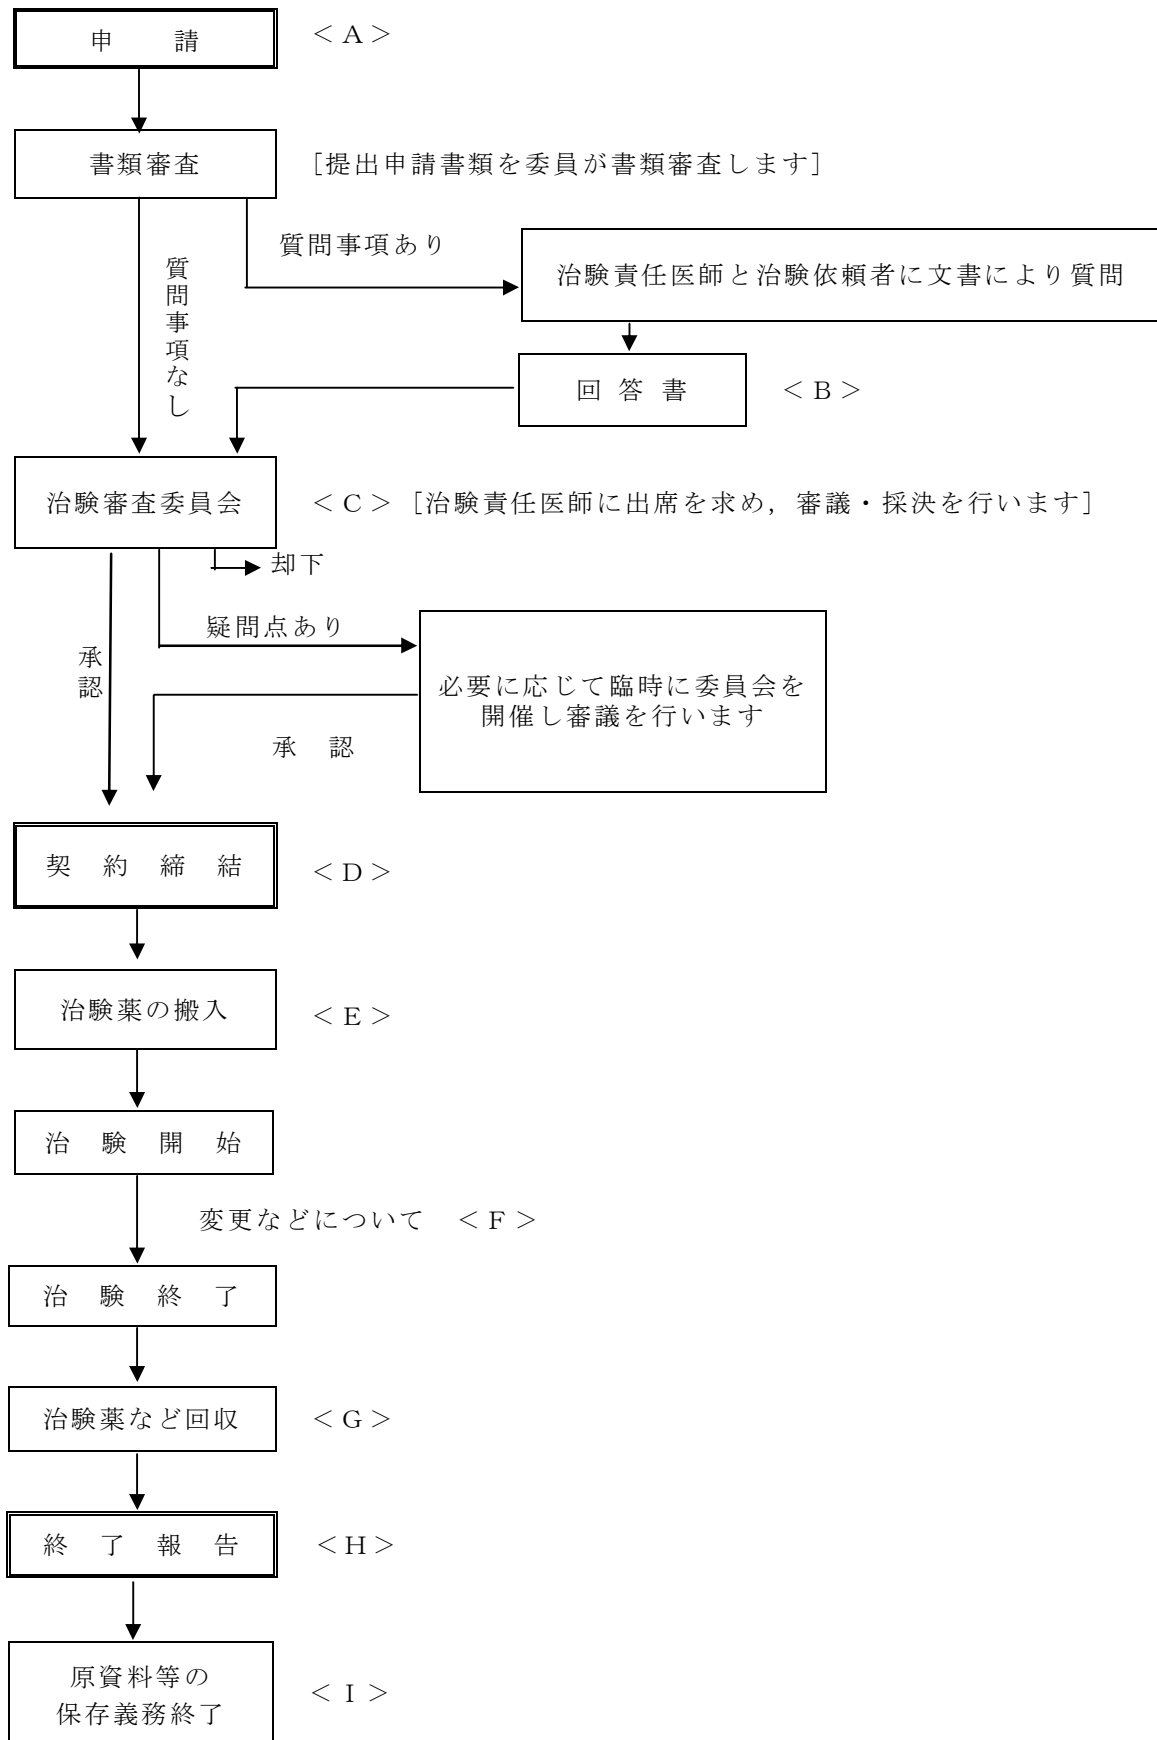 申　請
＜A＞
書類審査
［提出申請書類を委員が書類審査します］
質問事項あり
質問事項なし
治験責任医師と治験依頼者に文書により質問
回答書
＜B＞
治験審査委員会
＜C＞［治験責任医師に出席を求め，審議・採決を行います］
却下
疑問点あり
承認
必要に応じて臨時に委員会を
開催し審議を行います
承　認
契　約　締　結
＜D＞
治験薬の搬入
＜E＞
治　験　開　始
変更などについて　＜F＞
治　験　終　了
治験薬など回収
＜G＞
終　了　報　告
＜H＞
原資料等の
保存義務終了
＜I＞